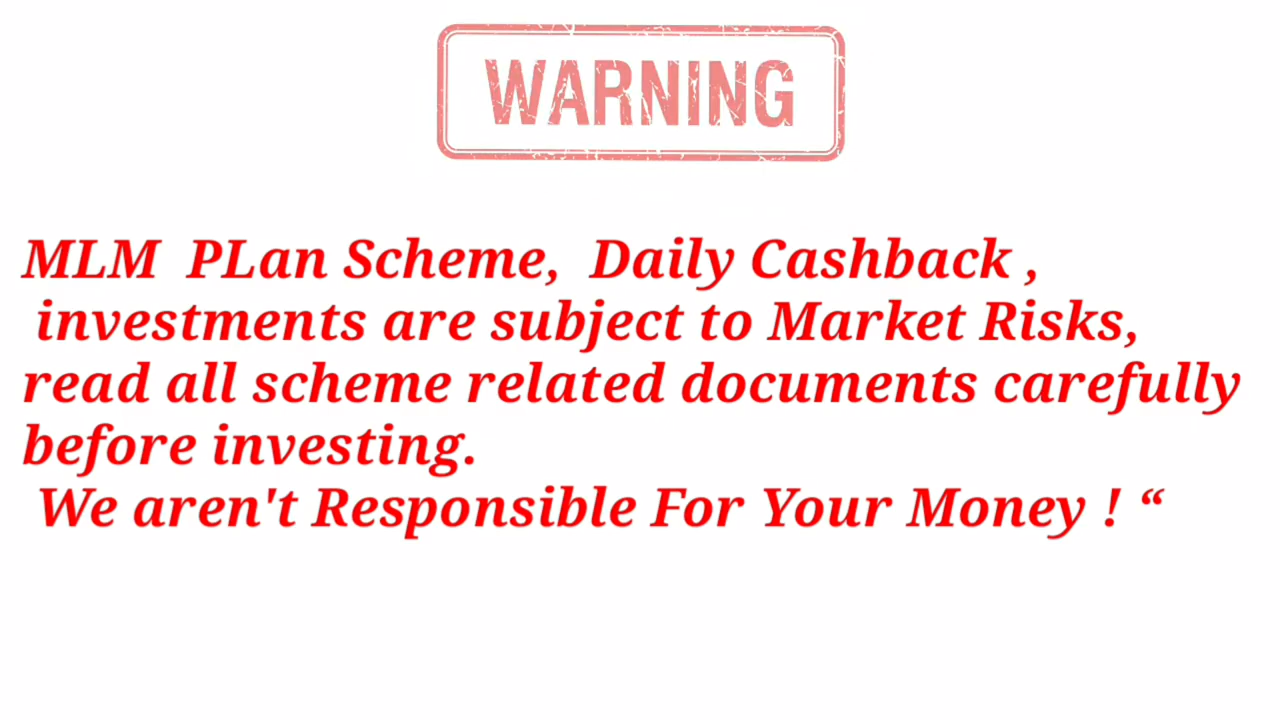 WARNING
MLM PLan Scheme, Daily Cashback ,
investments are subject to Market Risks,
read all scheme related documents carefully
before investing.
We aren't Responsible For Your Money ! “